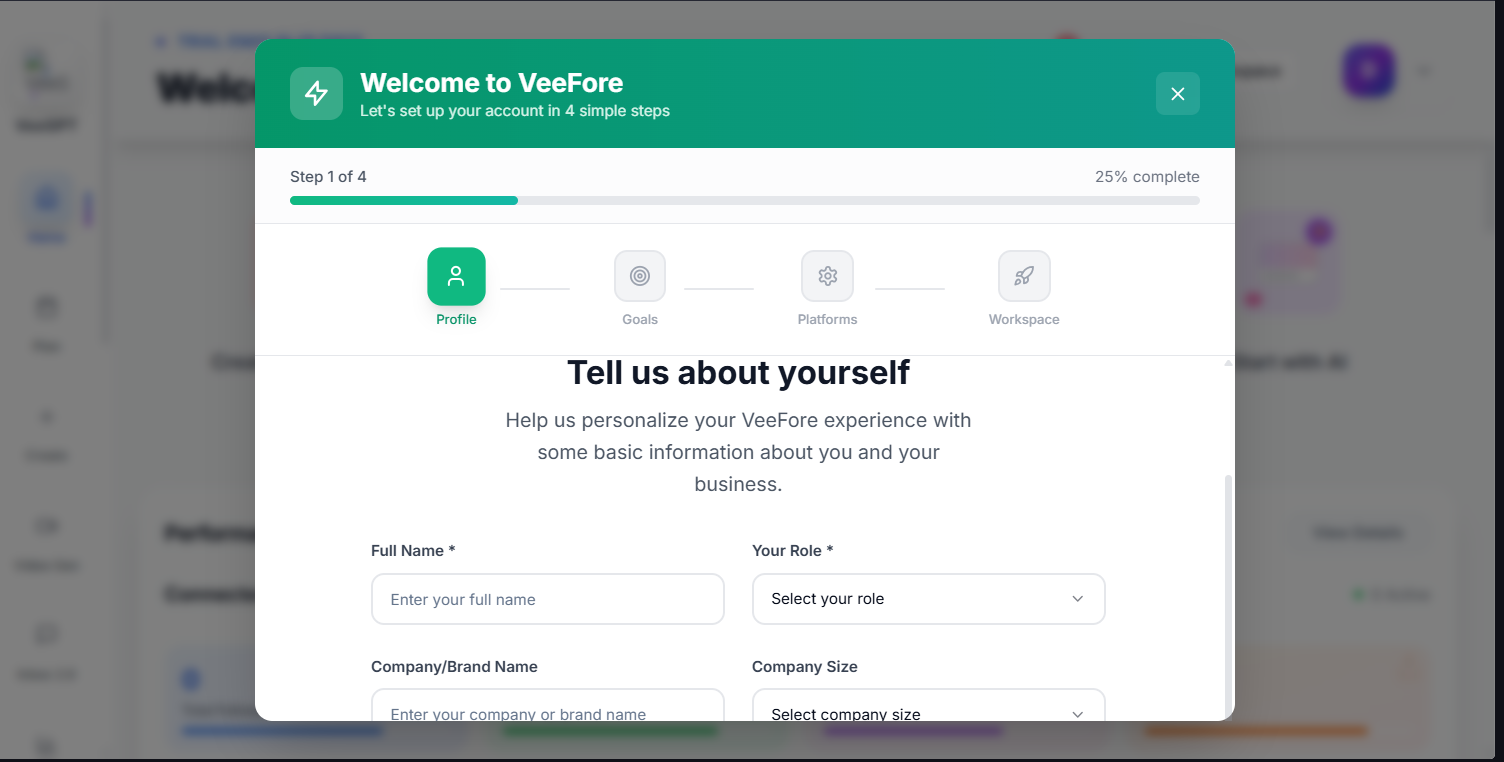 Welcome to VeeFore
Let's set up your account in 4 simple steps
Step 1 of 4
25% complete
Profile
Goals
Platforms
Workspace
Tell us about yourself
Help us personalize your VeeFore experience with
some basic information about you and your
business.
Full Name *
Your Role *
Enter your full name
Select your role
Company/Brand Name
Company Size
Enter your company or brand name
Select company size
View Details